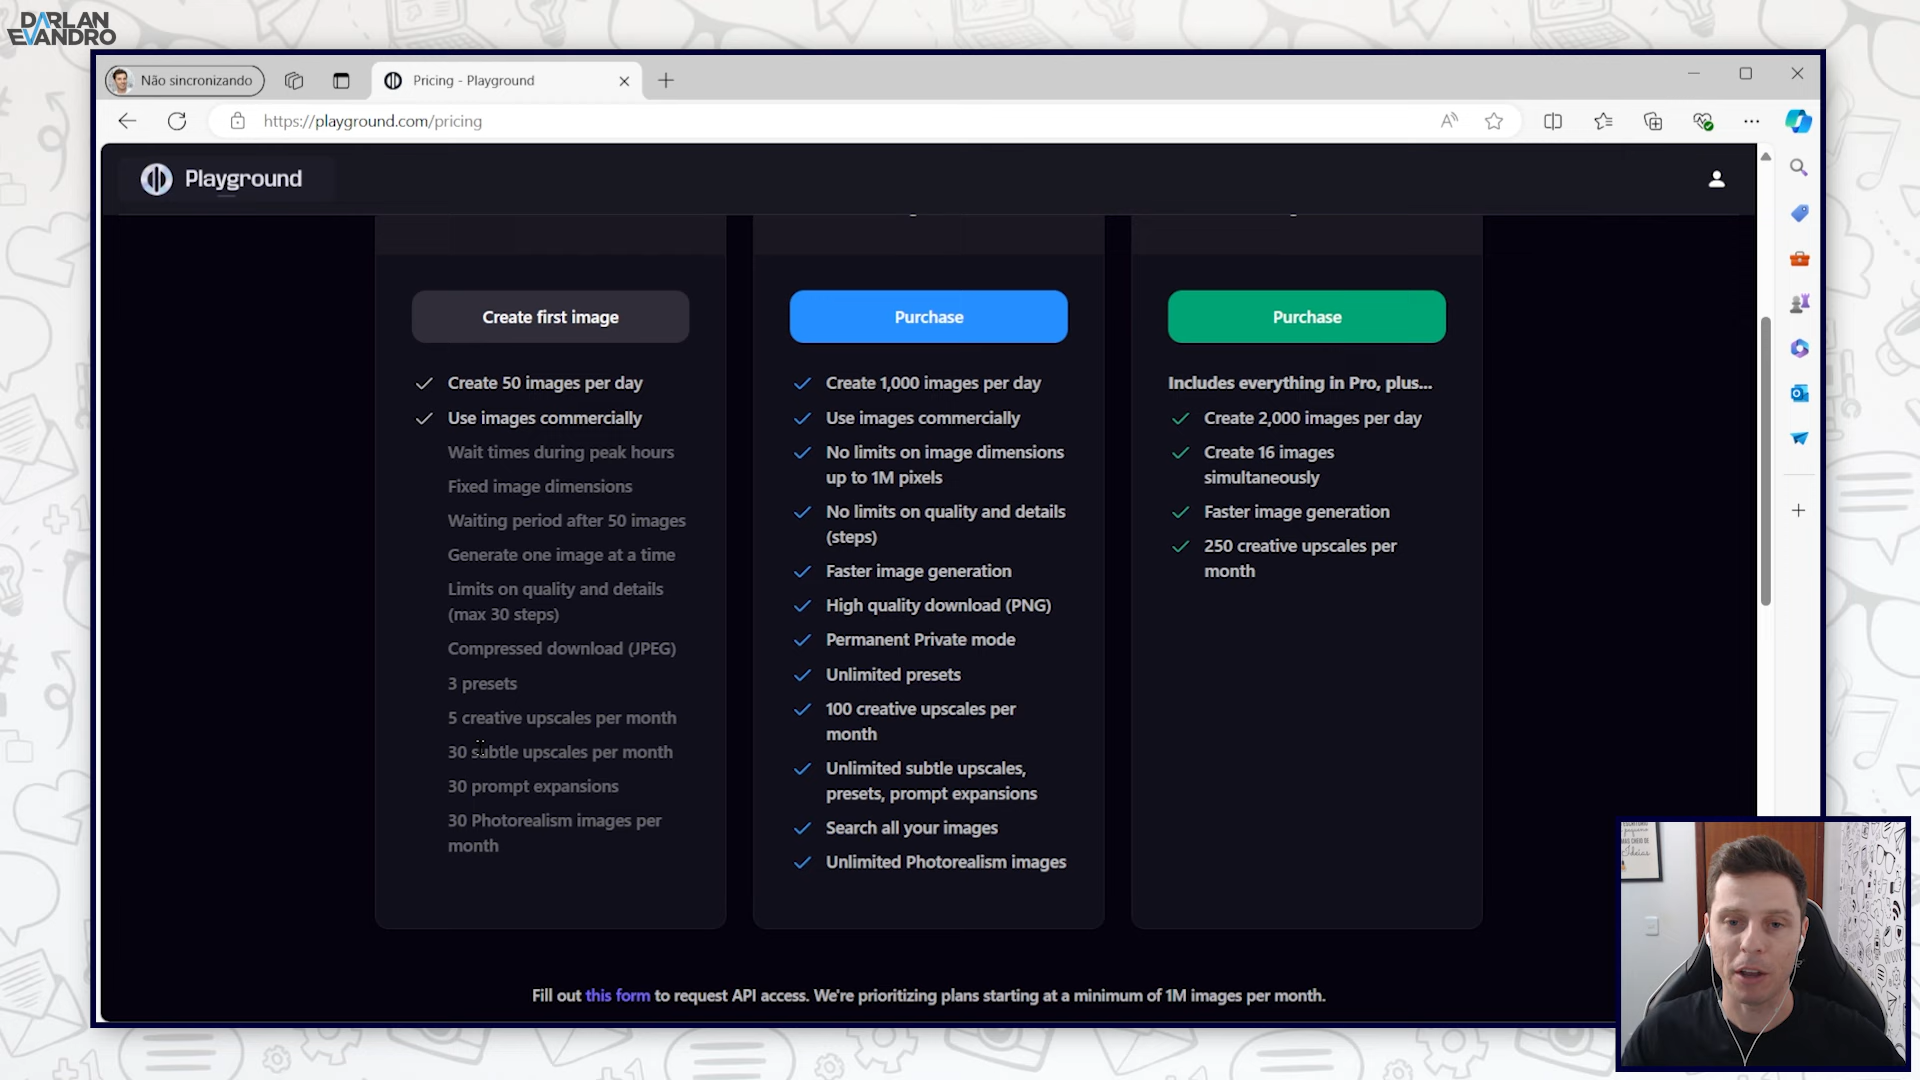 DARLAN
EVANDRO
Não sincronizando
Pricing - Playground
https://playground.com/pricing
Playground
Create first image
Create 50 images per day
Use images commercially
Wait times during peak hours
Fixed image dimensions
Waiting period after 50 images
Generate one image at a time
Limits on quality and details
(max 30 steps)
Compressed download (JPEG)
3 presets
5 creative upscales per month
30 subtle upscales per month
30 prompt expansions
30 Photorealism images per
month
Purchase
Create 1,000 images per day
Use images commercially
No limits on image dimensions
up to 1M pixels
No limits on quality and details
(steps)
Faster image generation
High quality download (PNG)
Permanent Private mode
Unlimited presets
100 creative upscales per
month
Unlimited subtle upscales,
presets, prompt expansions
Search all your images
Unlimited Photorealism images
Purchase
Includes everything in Pro, plus...
Create 2,000 images per day
Create 16 images
simultaneously
Faster image generation
250 creative upscales per
month
Fill out this form to request API access. We're prioritizing plans starting at a minimum of 1M images per month.